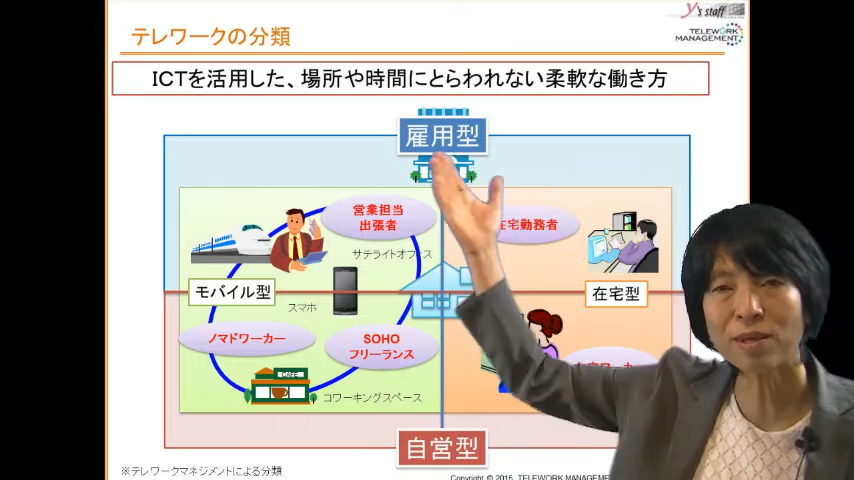 y's staff
テレワークの分類
TELEWORK
MANAGEMENT
ICTを活用した、場所や時間にとらわれない柔軟な働き方
雇用型
営業担当
出張者
在宅勤務者
サテライトオフィス
モバイル型
スマホ
在宅型
ノマドワーカー
SOHO
フリーランス
CAFE
コワーキングスペース
自営型
※テレワークマネジメントによる分類
Copyright © 2015, TELEWORK MANAGEM